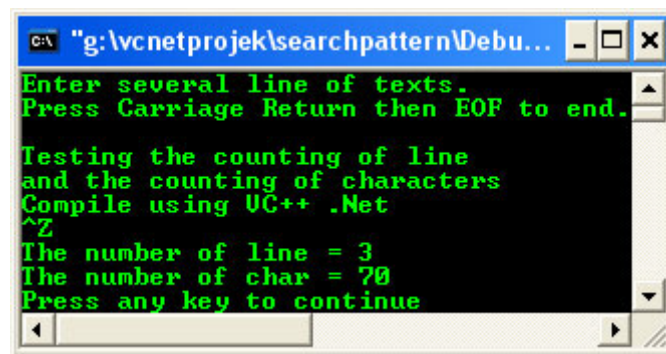 "g:\vcnetprojek\searchpattern\Debu...
Enter several line of texts.
Press Carriage Return then EOF to end.
Testing the counting of line
and the counting of characters
Compile using VC++ .Net
^Z
The number of line = 3
The number of char = 70
Press any key to continue